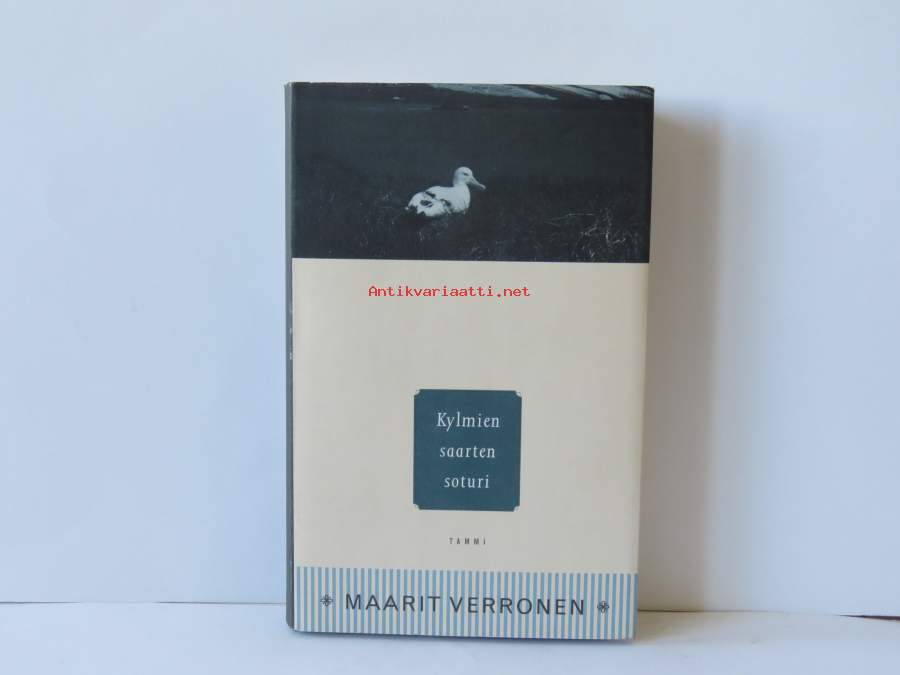 Antikvariaatti.net
Kylmien
saarten
soturi
TAMMI
MAARIT VERRONEN